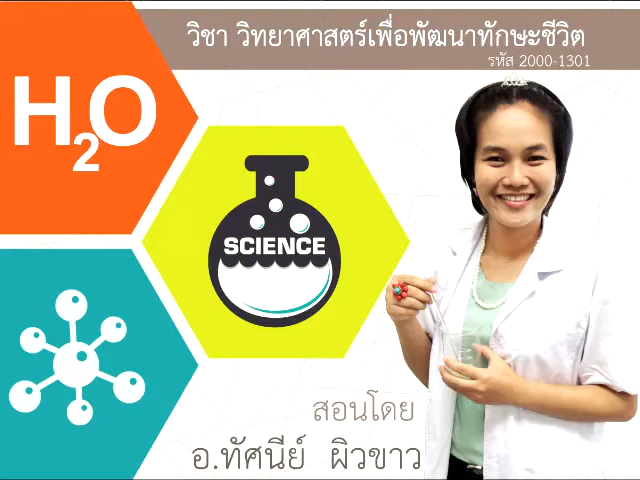 วิชา วิทยาศาสตร์เพื่อพัฒนาทักษะชีวิต
รหัส 2000-1301
H2O
SCIENCE
สอนโดย
อ.ทัศนีย์ ผิวขาว